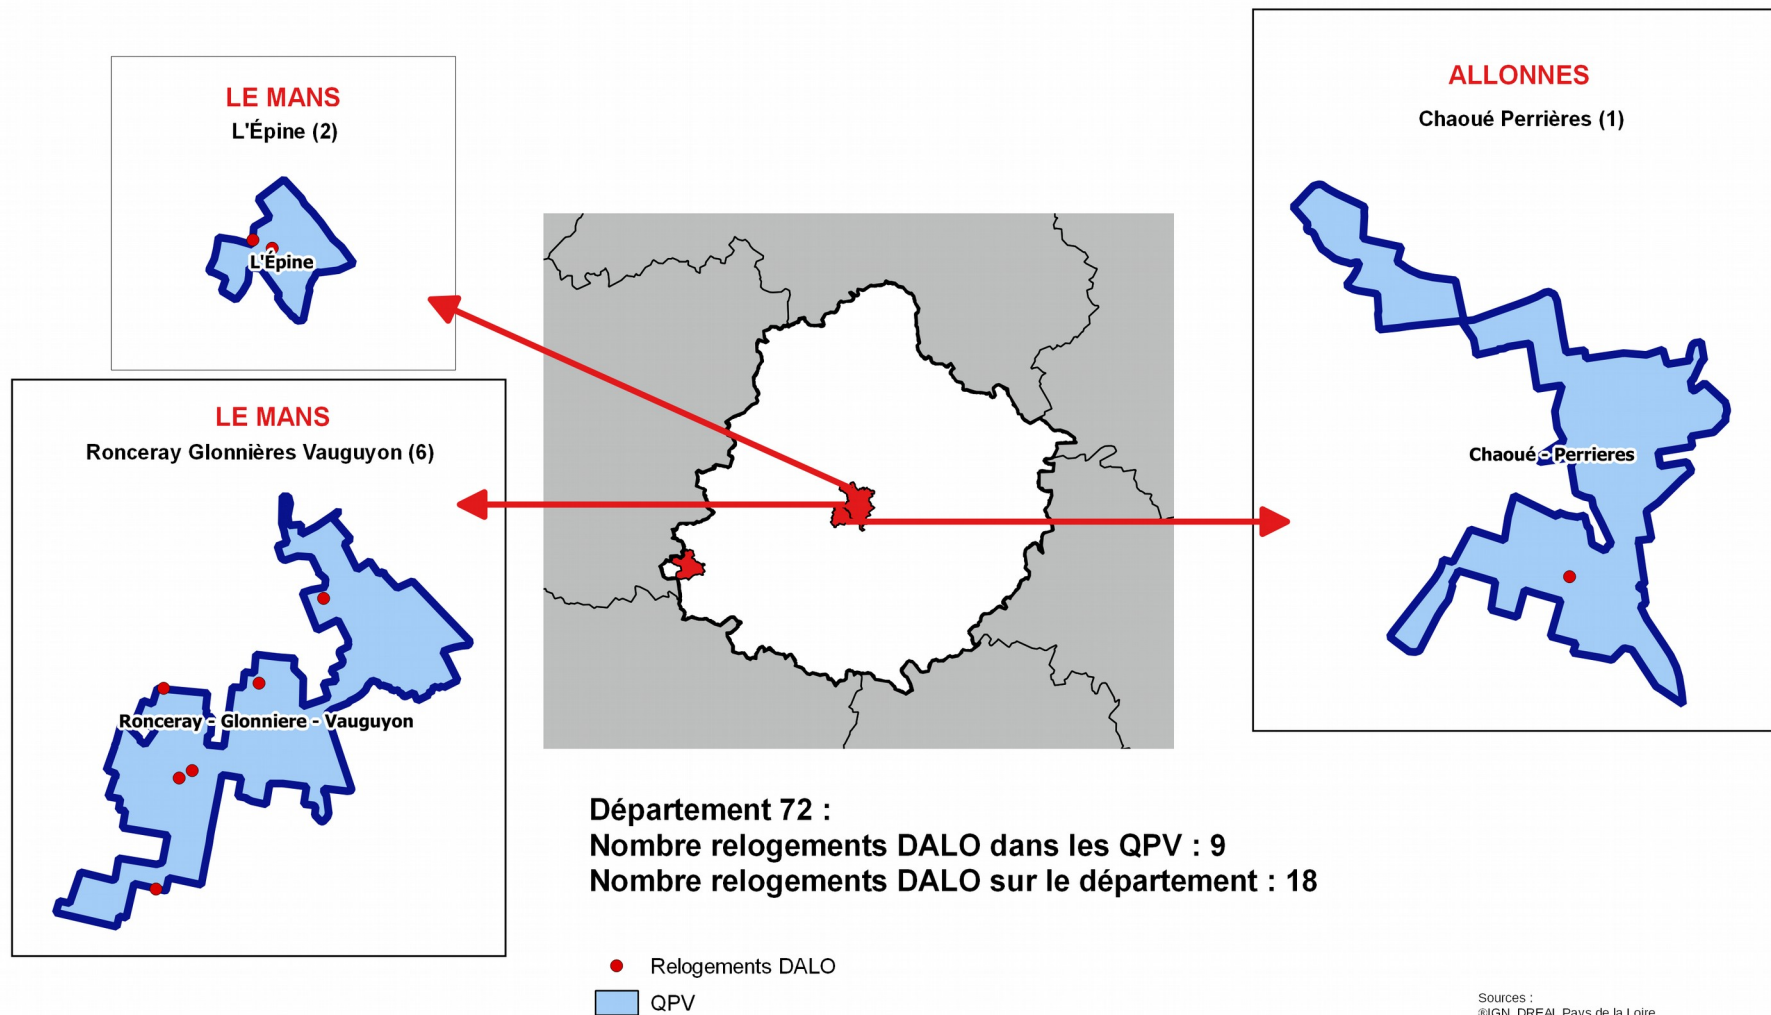 LE MANS
L'Épine (2)
L'Épine
LE MANS
Ronceray Glonnières Vauguyon (6)
Ronceray - Glonniere - Vauguyon
ALLONNES
Chaoué Perrières (1)
Chaoué - Perrieres
Département 72 :
Nombre relogements DALO dans les QPV : 9
Nombre relogements DALO sur le département : 18
Relogements DALO
QPV
Sources :
®IGN, DREAL Pays de la Loire